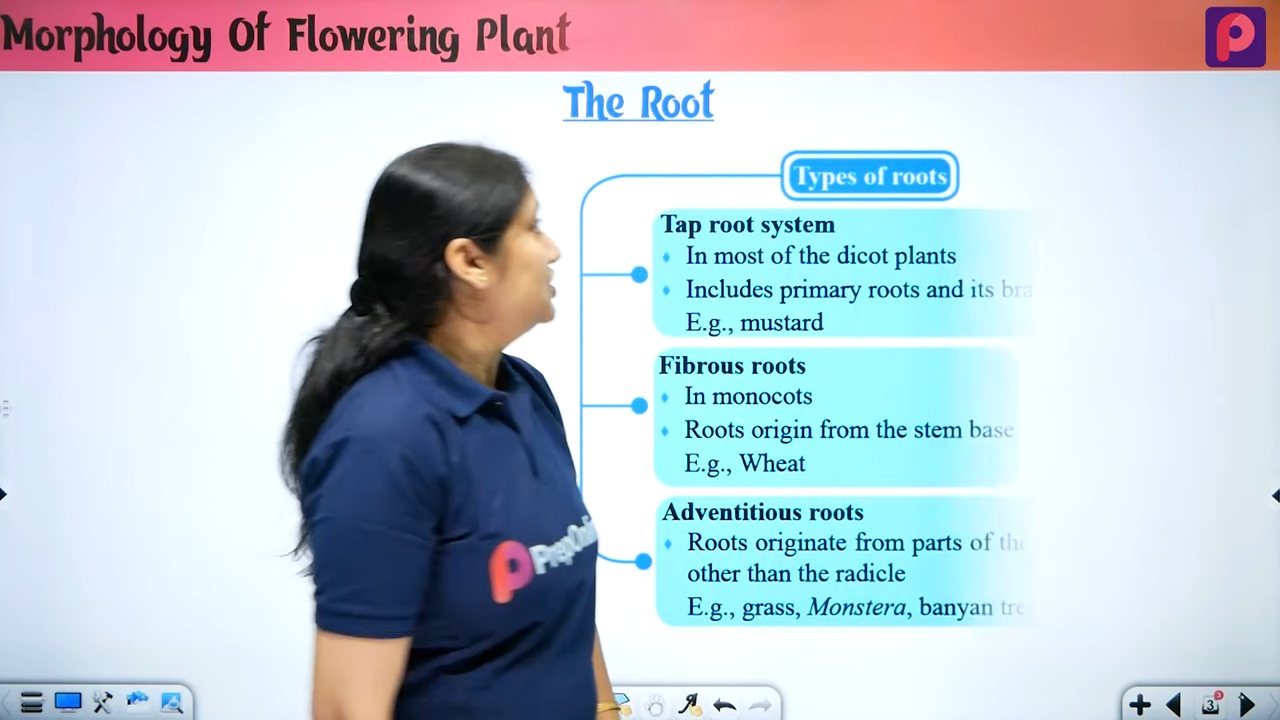 Morphology Of Flowering Plant
The Root
Types of roots
Tap root system
In most of the dicot plants
Includes primary roots and its
E.g., mustard
Fibrous roots
In monocots
Roots origin from the stem base
E.g., Wheat
Adventitious roots
Roots originate from parts of the
other than the radicle
E.g., grass, Monstera, banyan
3